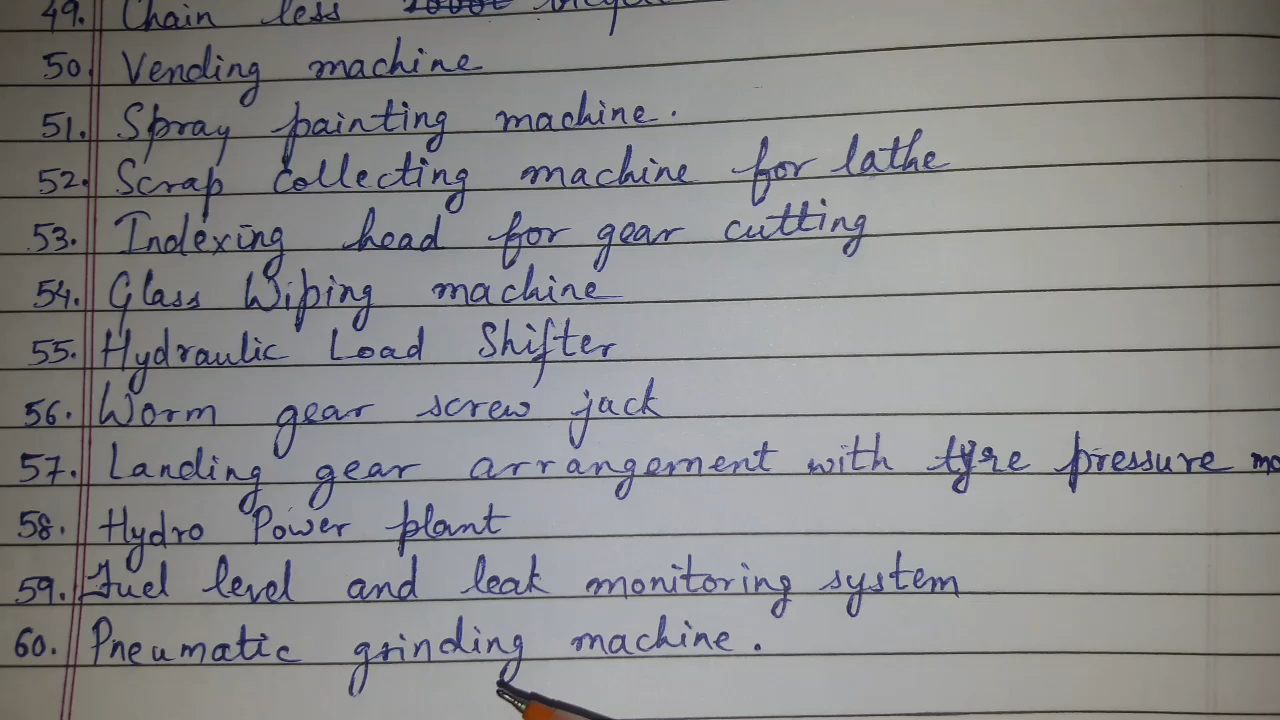 49. Chain less bicycle
50. Vending machine
51. Spray painting machine.
52. Scrap collecting machine for lathe
53. Indexing head for gear cutting
54. Glass Wiping machine
55. Hydraulic Load Shifter
56. Worm gear screw jack
57. Landing gear arrangement with tyre pressure mo
58. Hydro Power plant
59. Fuel level and leak monitoring system
60. Pneumatic grinding machine.